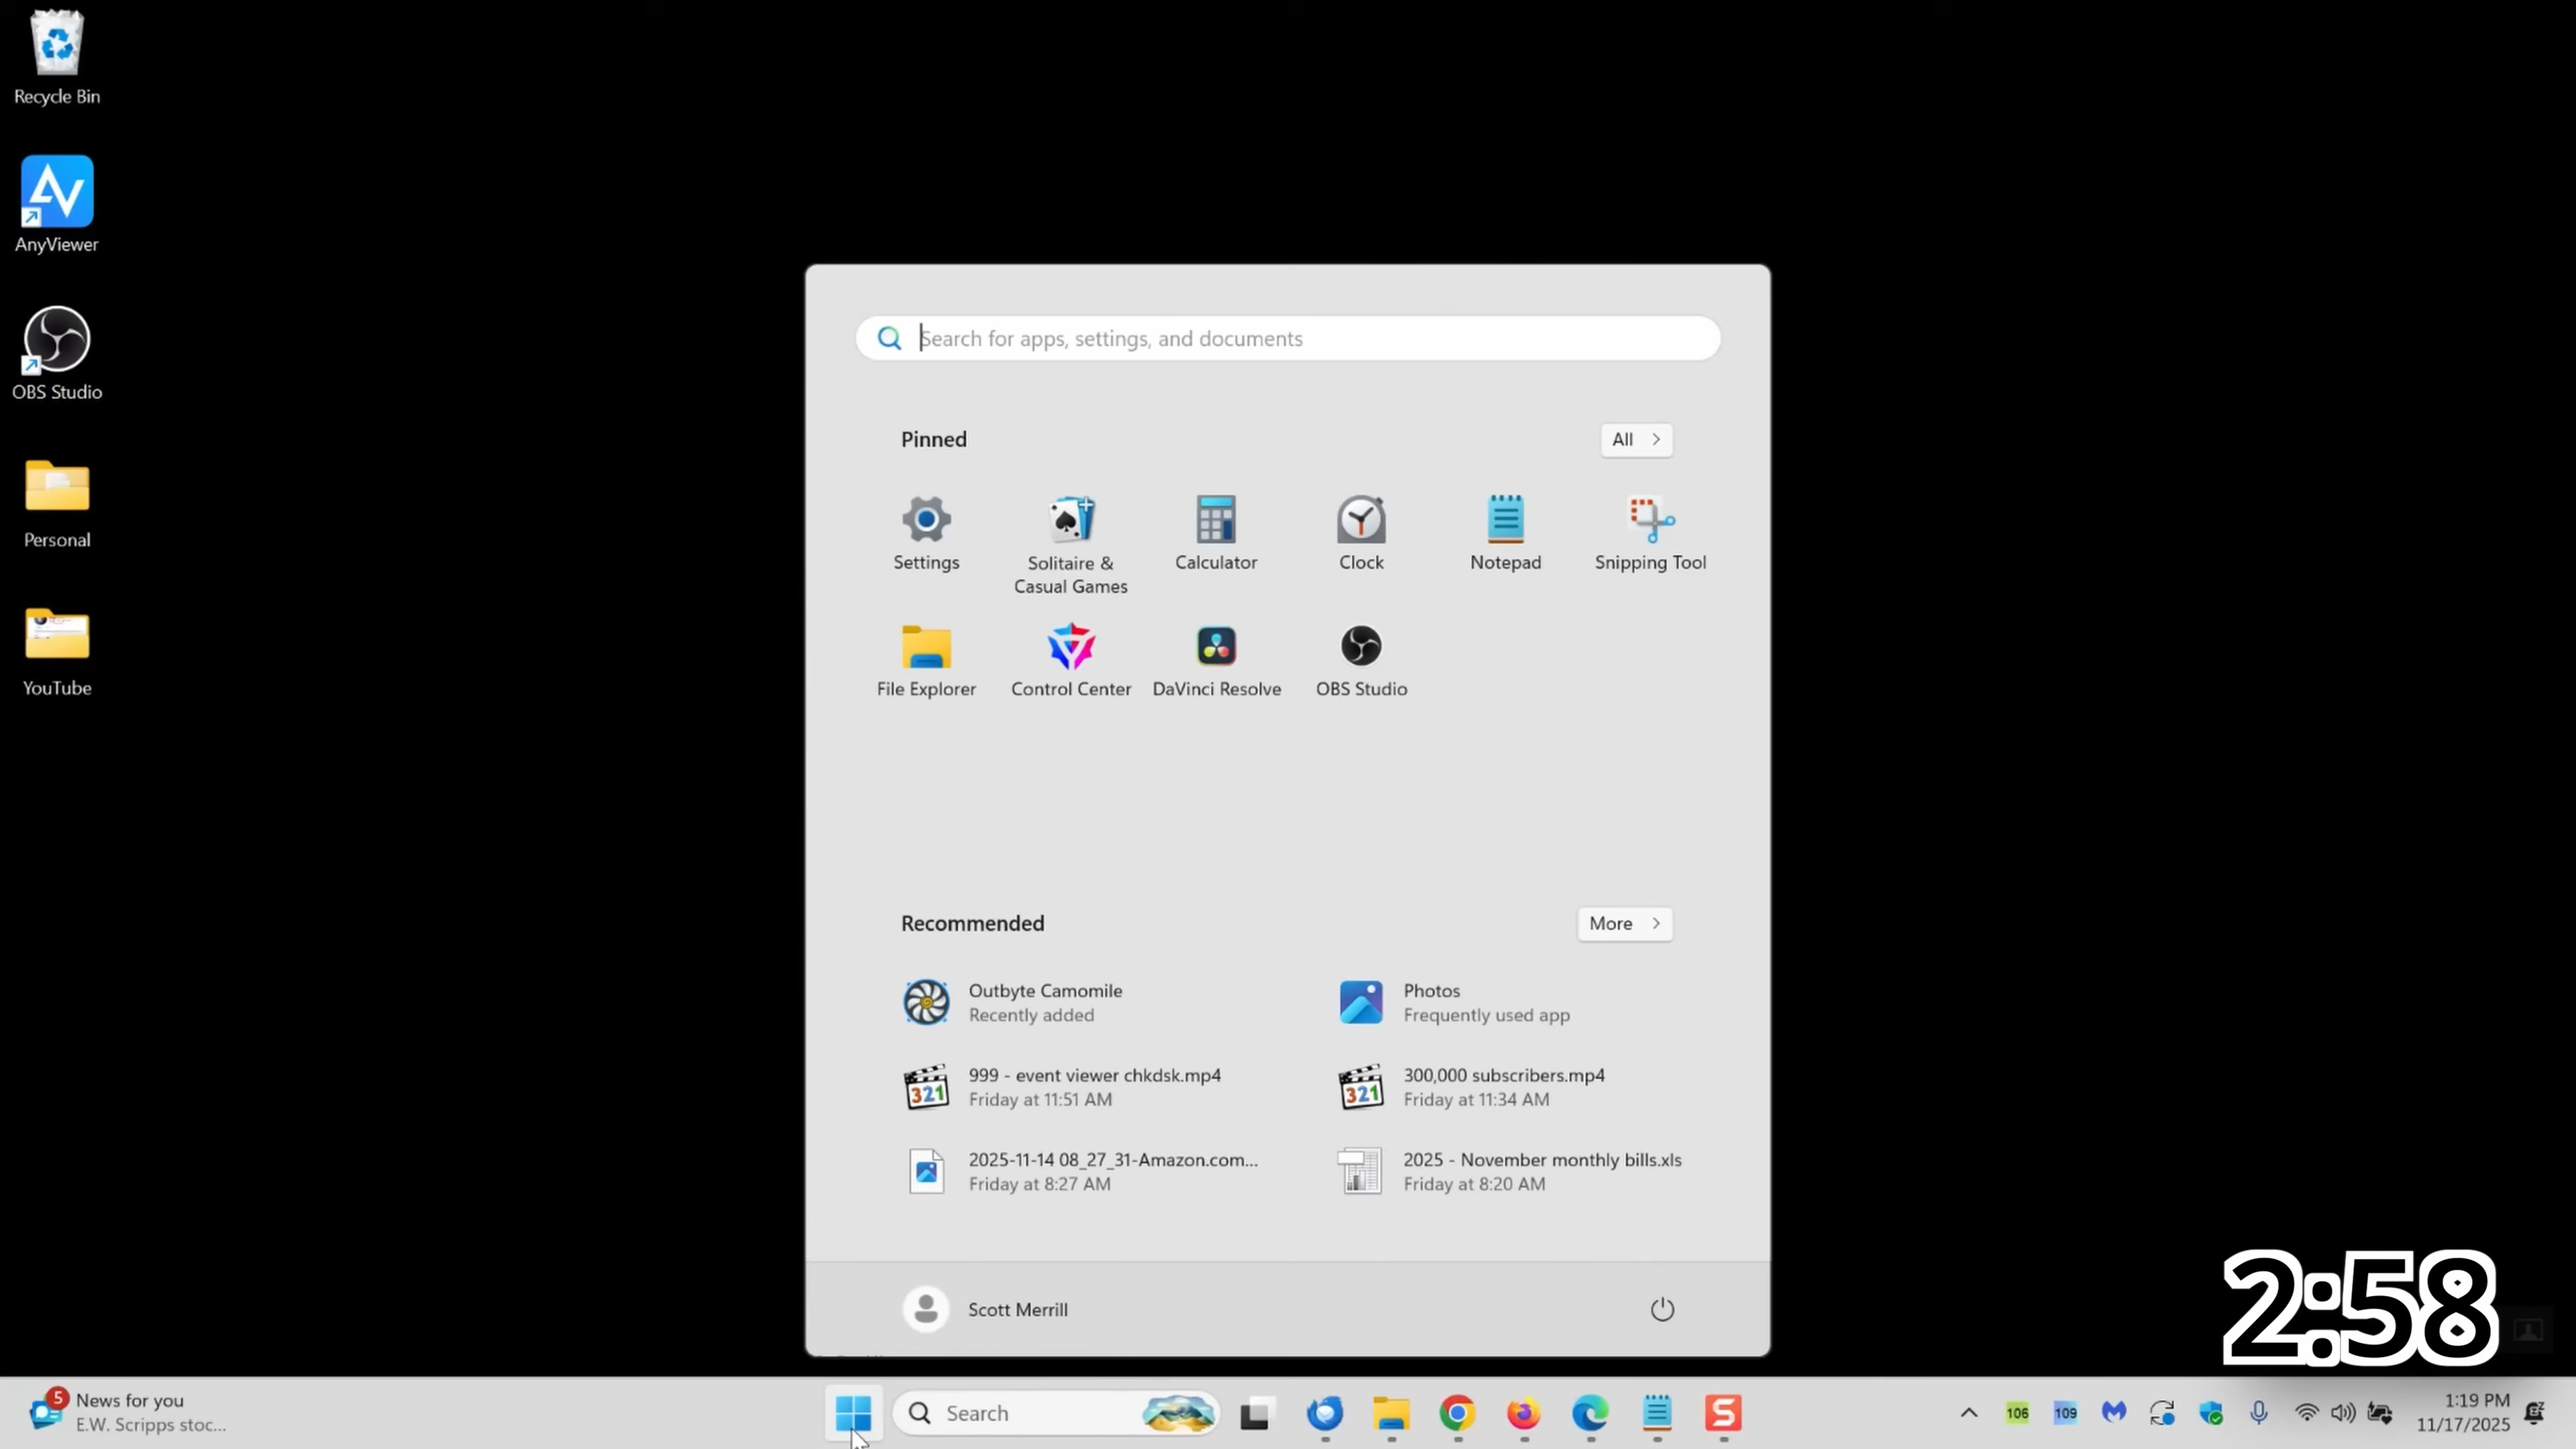 Recycle Bin
AnyViewer
OBS Studio
Personal
YouTube
Search for apps, settings, and documents
Pinned
All
Settings
Solitaire &
Casual Games
Calculator
Clock
Notepad
Snipping Tool
File Explorer
Control Center
DaVinci Resolve
OBS Studio
Recommended
More
Outbyte Camomile
Recently added
Photos
Frequently used app
321
999 - event viewer chkdsk.mp4
Friday at 11:51 AM
321
300,000 subscribers.mp4
Friday at 11:34 AM
2025-11-14 08_27_31-Amazon.com...
Friday at 8:27 AM
2025 - November monthly bills.xls
Friday at 8:20 AM
Scott Merrill
2:58
5
News for you
E.W. Scripps stoc...
Search
S
106
109
1:19 PM
11/17/2025